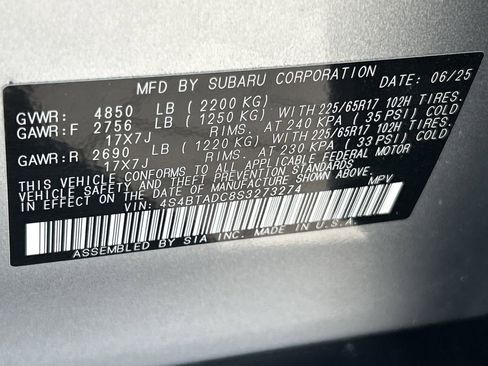 MFD BY SUBARU CORPORATION DATE: 06/25
GVWR: 4850 LB (2200 KG)
GAWR:F 2756 LB (1250 KG) WITH 225/65R17 102H TIRES,
17X7J RIMS, AT 240 KPA (35 PSI) COLD
GAWR:R 2690 LB (1220 KG) WITH 225/65R17 102H TIRES,
17X7J RIMS, AT 230 KPA (33 PSI) COLD
THIS VEHICLE CONFORMS TO ALL APPLICABLE FEDERAL MOTOR
VEHICLE SAFETY AND THEFT PREVENTION STANDARDS
IN EFFECT ON THE DATE OF MANUFACTURE SHOWN ABOVE.
VIN: 4S4BTADC8S3273274 MPV
ASSEMBLED BY SIA INC. MADE IN U.S.A.